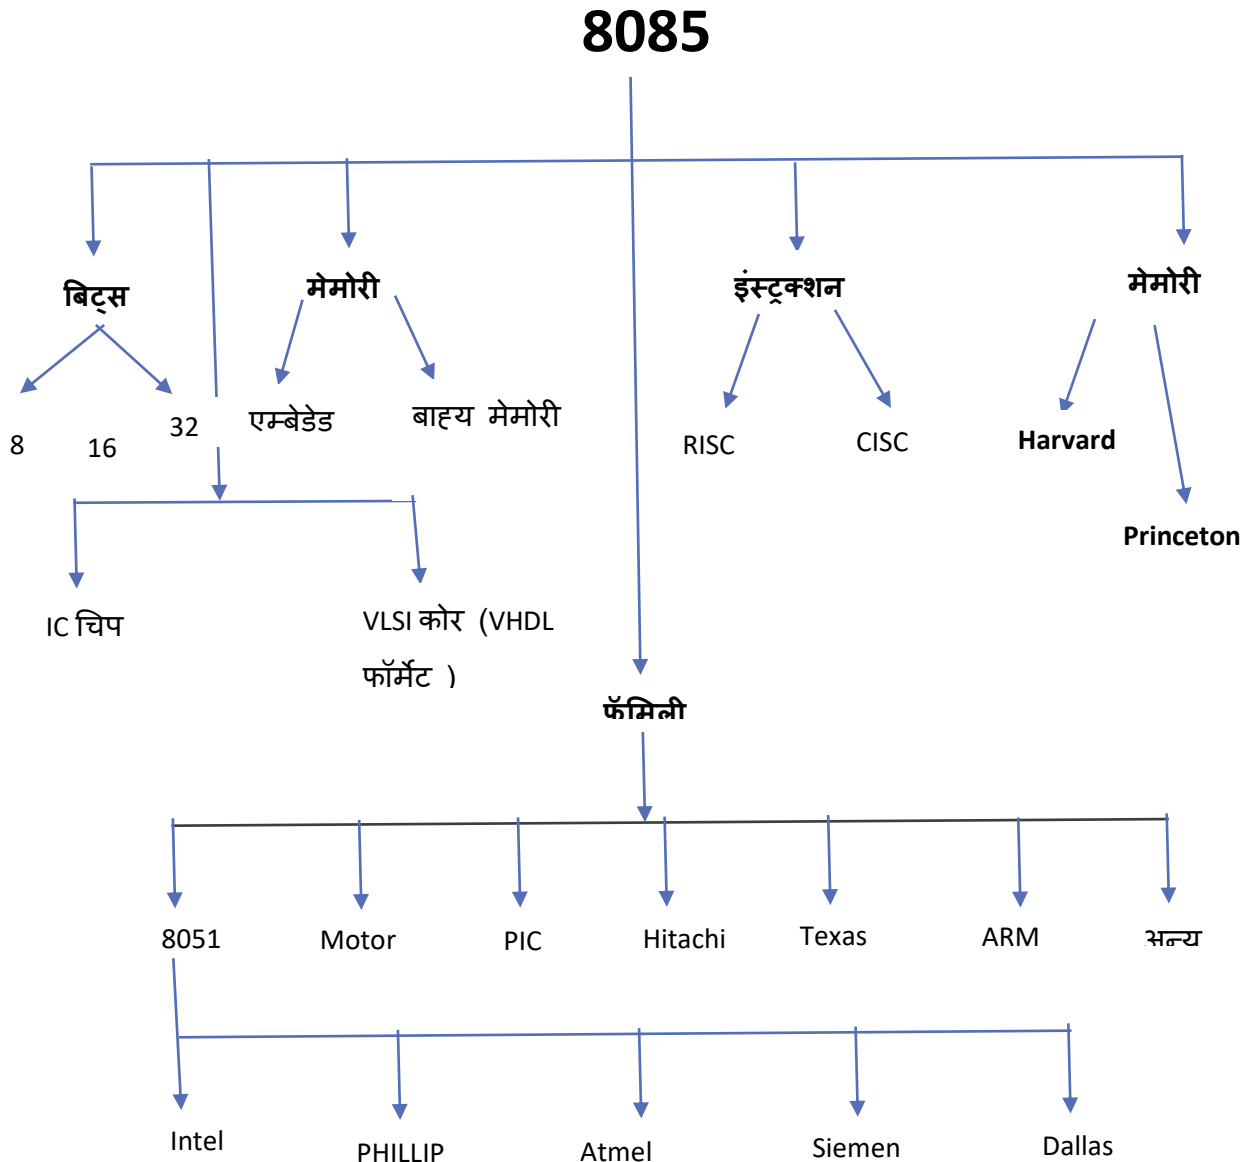 8085
बिट्स
मेमोरी
इंस्ट्रक्शन
मेमोरी
8
16
32
एम्बेडेड
बाह्य मेमोरी
RISC
CISC
Harvard
Princeton
IC चिप
VLSI कोर (VHDL
फॉर्मेट )
फॅमिली
8051
Motor
PIC
Hitachi
Texas
ARM
अन्य
Intel
PHILLIP
Atmel
Siemen
Dallas